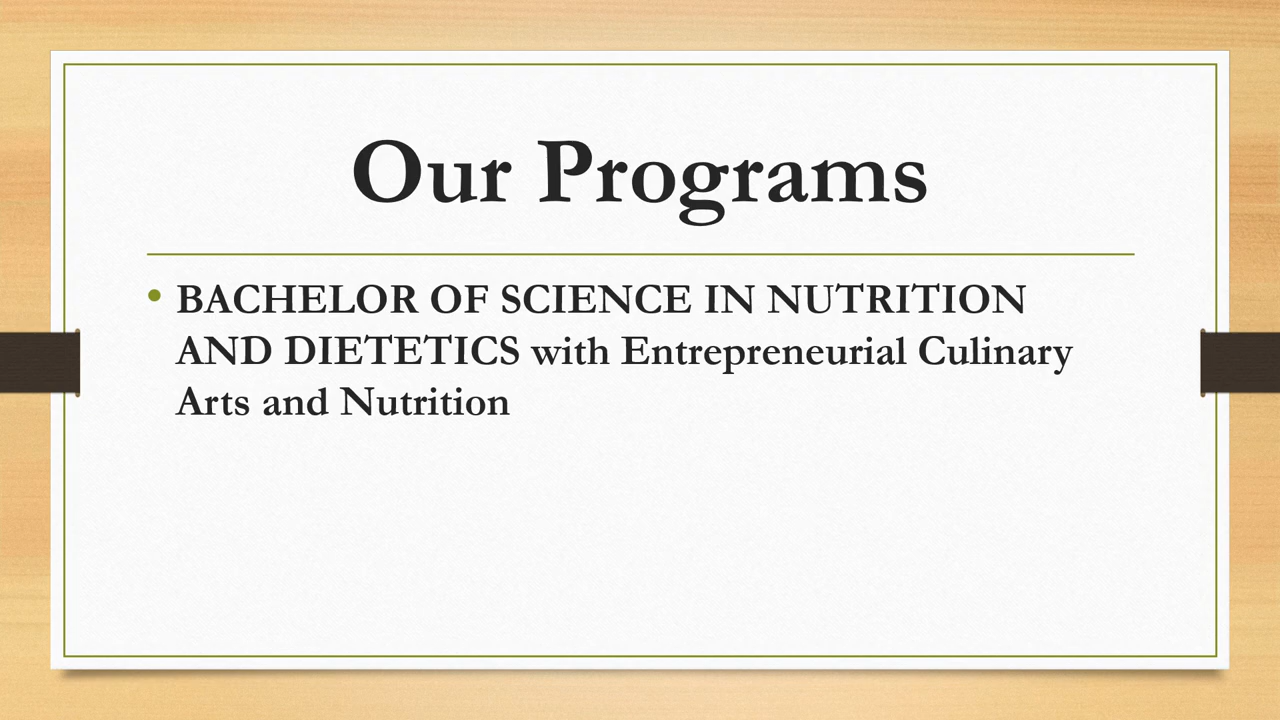 Our Programs
• BACHELOR OF SCIENCE IN NUTRITION
AND DIETETICS with Entrepreneurial Culinary
Arts and Nutrition